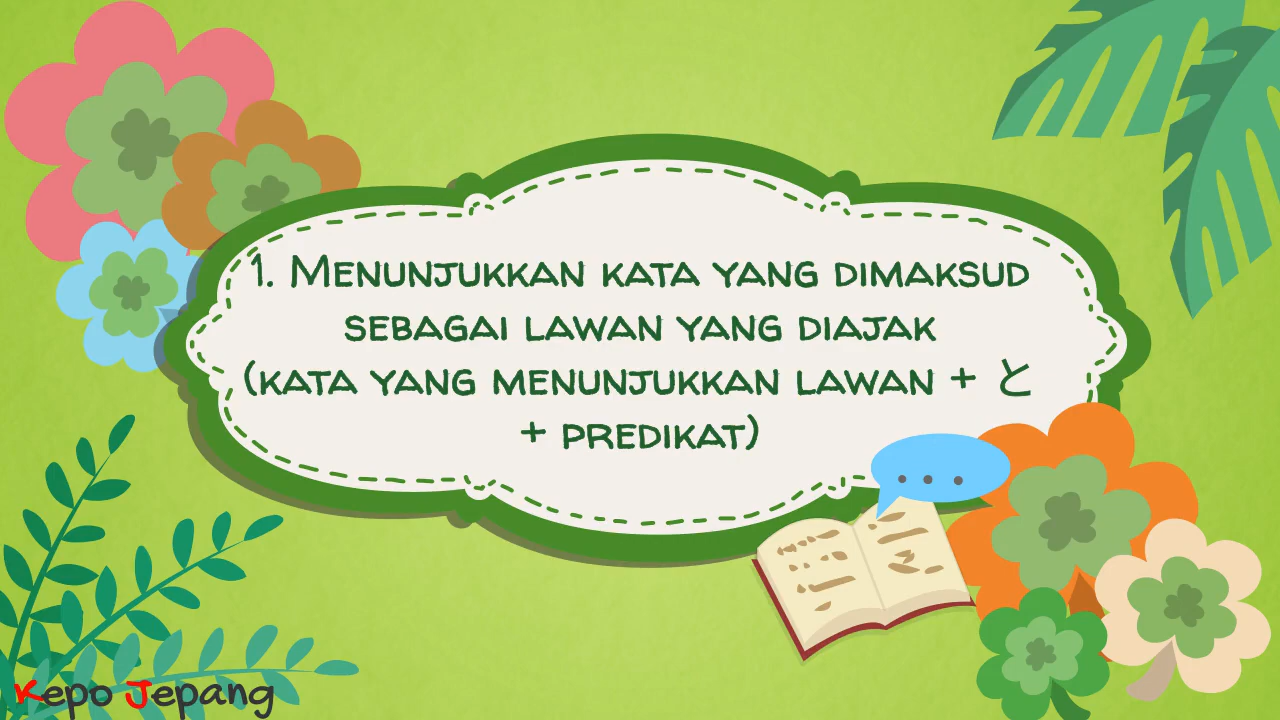 1. Menunjukkan kata yang dimaksud
sebagai lawan yang diajak
(kata yang menunjukkan lawan + と
+ predikat)
Kepo Jepang